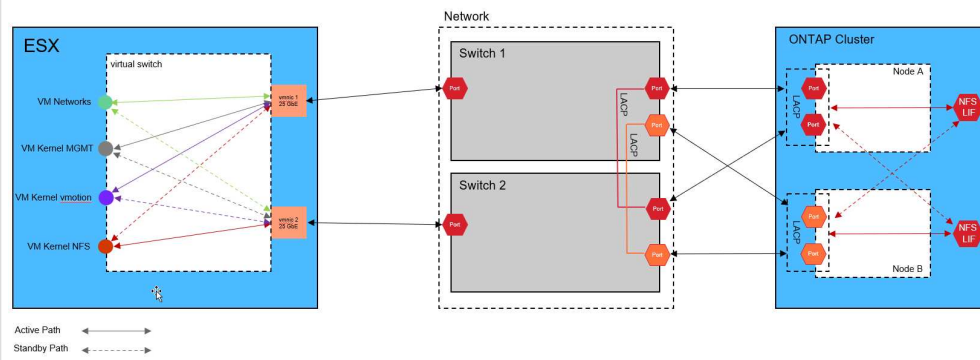 Network
ESX
virtual switch
VM Networks
VM Kernel MGMT
VM Kernel vmotion
VM Kernel NFS
vmnic 1
25 GbE
vmnic 2
25 GbE
Switch 1
Port
Port
Port
LACP
LACP
Switch 2
Port
Port
Port
ONTAP Cluster
Node A
LACP
Port
Port
NFS
LIF
LACP
Port
Port
NFS
LIF
Node B
Active Path
Standby Path